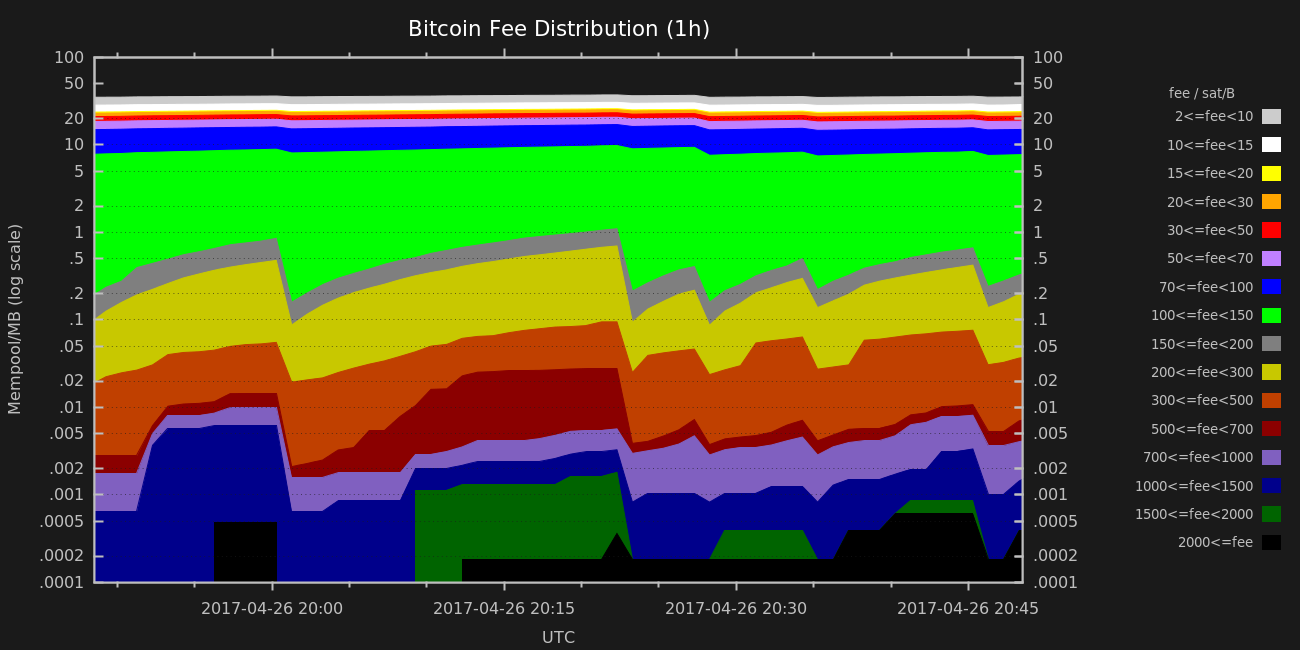 Bitcoin Fee Distribution (1h)
100 100
50 50
20 20
10 10
5 5
2 2
1 1
.5 .5
.2 .2
.1 .1
.05 .05
.02 .02
.01 .01
.005 .005
.002 .002
.001 .001
.0005 .0005
.0002 .0002
.0001 .0001
Mempool/MB (log scale)
2017-04-26 20:00 2017-04-26 20:15 2017-04-26 20:30 2017-04-26 20:45
UTC
fee / sat/B
2<=fee<10
10<=fee<15
15<=fee<20
20<=fee<30
30<=fee<50
50<=fee<70
70<=fee<100
100<=fee<150
150<=fee<200
200<=fee<300
300<=fee<500
500<=fee<700
700<=fee<1000
1000<=fee<1500
1500<=fee<2000
2000<=fee